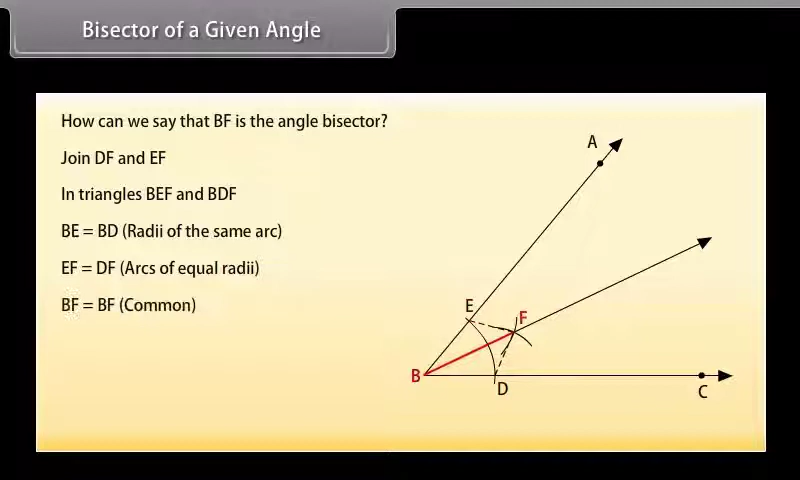 Bisector of a Given Angle
How can we say that BF is the angle bisector?
Join DF and EF
In triangles BEF and BDF
BE = BD (Radii of the same arc)
EF = DF (Arcs of equal radii)
BF = BF (Common)
A
E
F
B
D
C